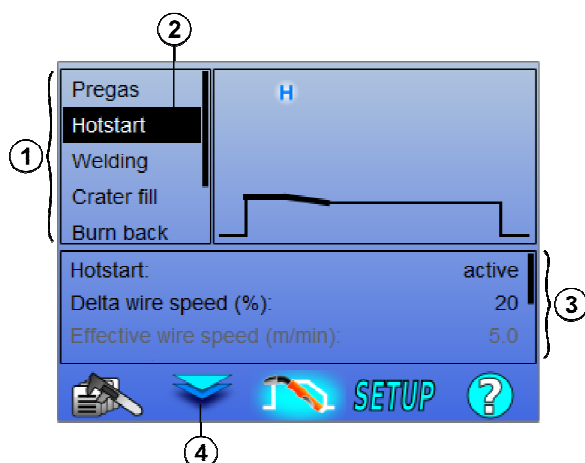 2
Pregas
H
Hotstart
1
Welding
Crater fill
Burn back
Hotstart: active
3
Delta wire speed (%): 20
Effective wire speed (m/min): 5.0
SETUP ?
4